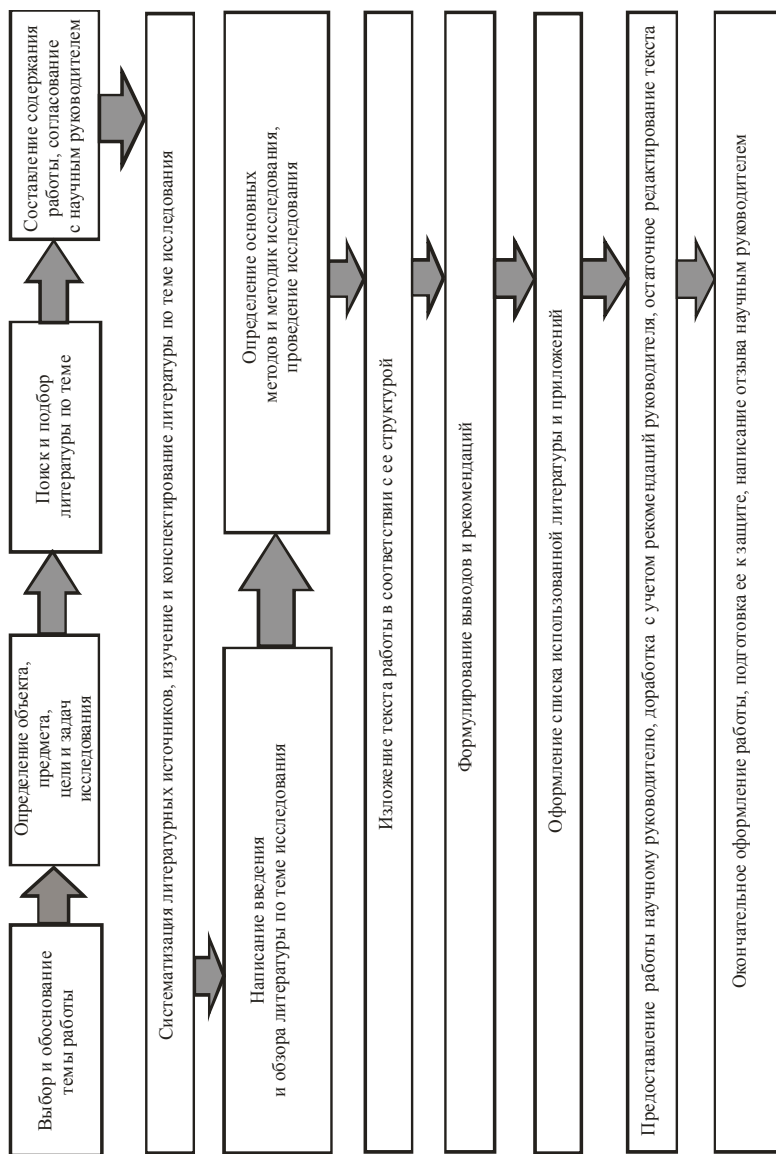 Выбор и обоснование
темы работы
Определение объекта,
предмета,
цели и задач
исследования
Поиск и подбор
литературы по теме
Составление содержания
работы, согласование
с научным руководителем
Систематизация литературных источников, изучение и конспектирование литературы по теме исследования
Написание введения
и обзора литературы по теме исследования
Определение основных
методов и методик исследования,
проведение исследования
Изложение текста работы в соответствии с ее структурой
Формулирование выводов и рекомендаций
Оформление списка использованной литературы и приложений
Предоставление работы научному руководителю, доработка с учетом рекомендаций руководителя, остаточное редактирование текста
Окончательное оформление работы, подготовка ее к защите, написание отзыва научным руководителем